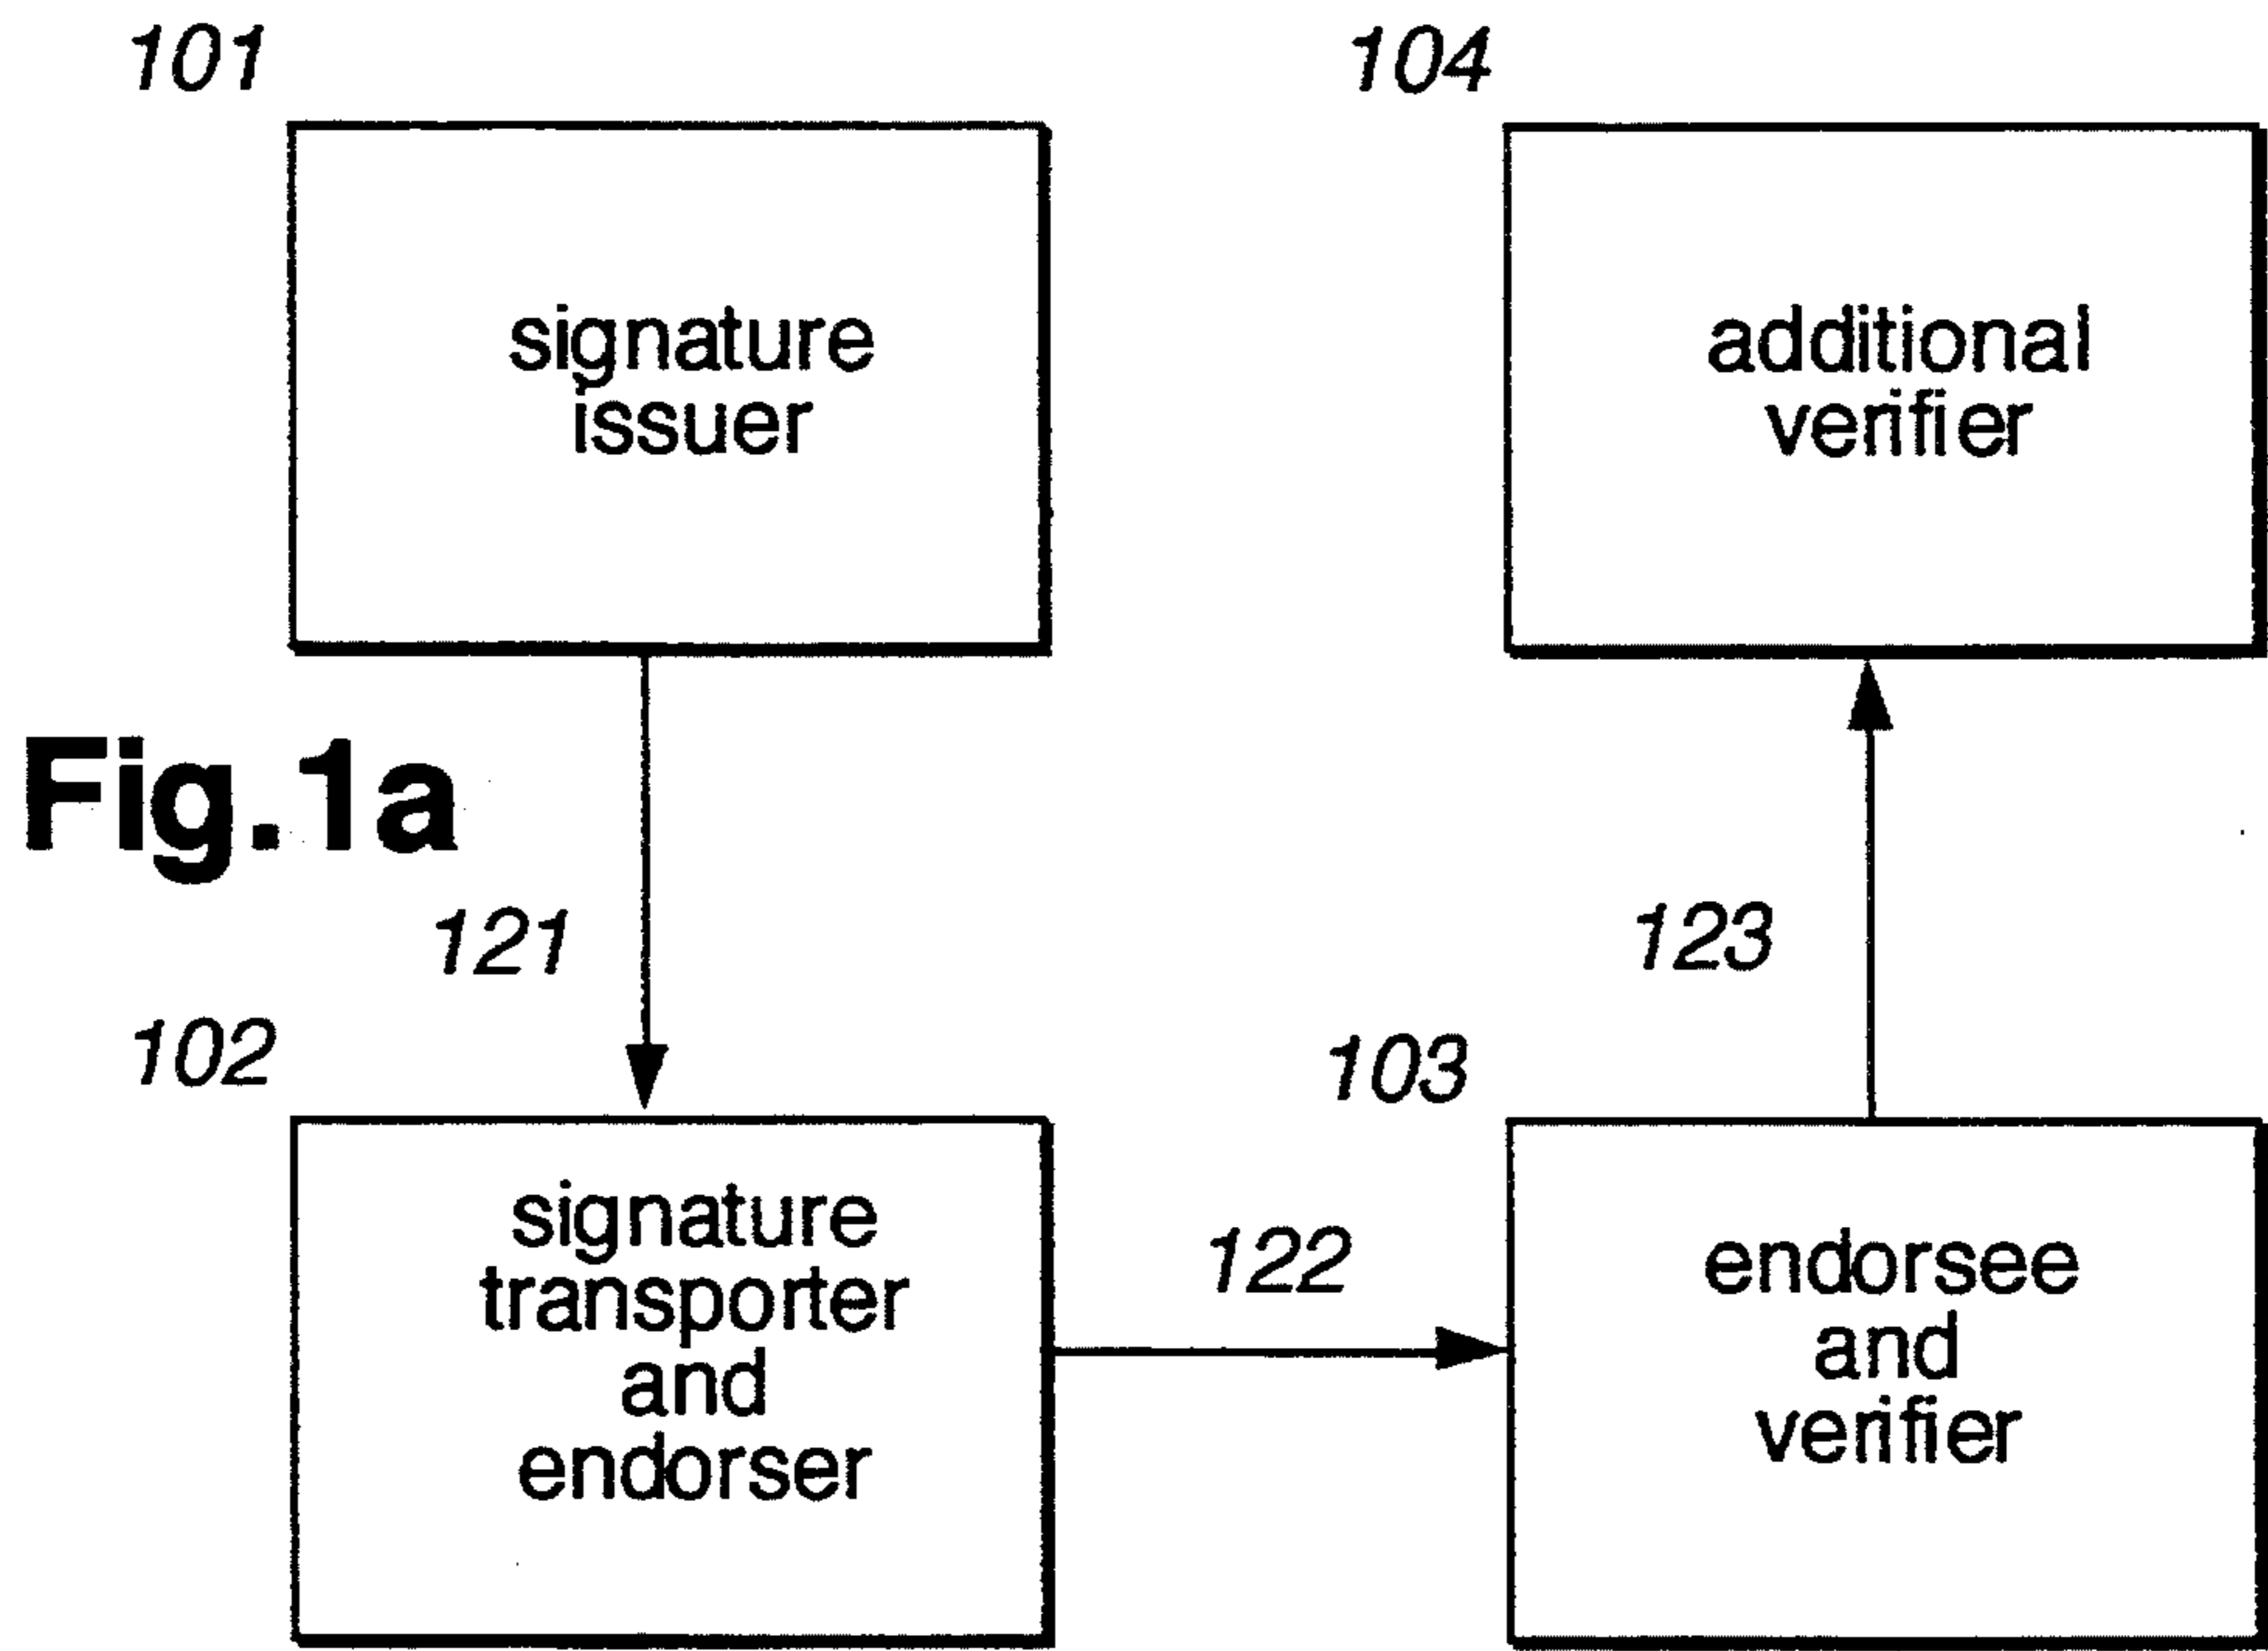 101
signature
issuer
104
additional
verifier
Fig.1a
121
123
102
signature
transporter
and
endorser
122
103
endorsee
and
verifier